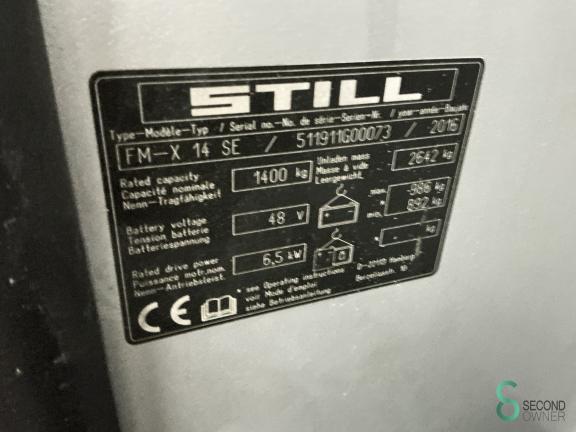 STILL
Type-Modèle-Typ / Serial no.-No. de série-Serien-Nr. / year-année-Baujahr
FM-X 14 SE / 511911G00073 / 2016
Rated capacity
Capacité nominale
Nenn-Tragfähigkeit
1400 kg
Unladen mass
Masse à vide
Leergewicht
2642 kg
Battery voltage
Tension batterie
Batteriespannung
48 V
max. 986 kg
* min. 892 kg
Rated drive power
Puissance motr.nom.
Nenn-Antriebsleist.
6,5 kW
* - kg
* see Operating instructions
voir Mode d'emploi
siehe Betriebsanleitung
Hamburg
CE
SECOND
OWNER